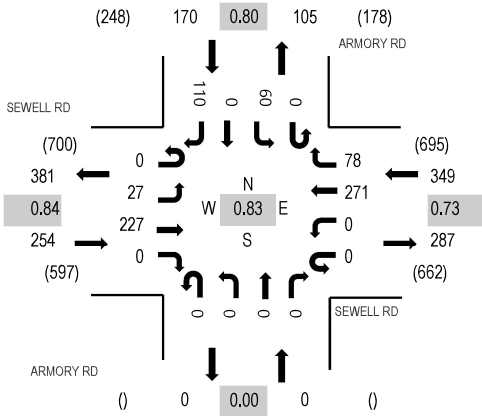 (248) 170 0.80 105 (178)
ARMORY RD
110 0 60 0
SEWELL RD
(700) 0 78 (695)
381 27 271 349
N
0.84 W 0.83 E 0.73
S
254 227 0 287
(597) 0 0 (662)
0 0 0 0
SEWELL RD
ARMORY RD
() 0 0.00 0 ()